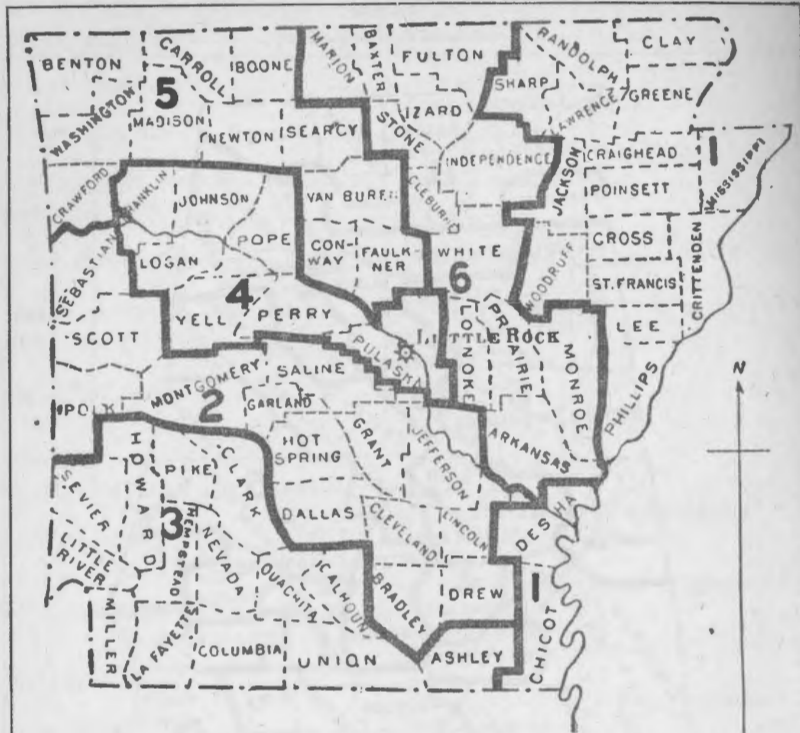 BENTON
CARROLL
BOONE
MARION
BAXTER
FULTON
RANDOLPH
CLAY
SHARP
WASHINGTON
5
MADISON
NEWTON
SEARCY
STONE
IZARD
LAWRENCE
GREENE
INDEPENDENCE
JACKSON
CRAIGHEAD
1
MISSISSIPPI
CRAWFORD
FRANKLIN
JOHNSON
VAN BUREN
CLEBURNE
POINSETT
POPE
CON-
WAY
FAULK-
NER
WHITE
WOODRUFF
CROSS
CRITTENDEN
SEBASTIAN
LOGAN
6
ST. FRANCIS
SCOTT
YELL
4
PERRY
PULASKI
LITTLE ROCK
LONOKE
PRAIRIE
MONROE
LEE
PHILLIPS
N
POLK
MONTGOMERY
2
SALINE
GARLAND
HOT
SPRING
GRANT
JEFFERSON
ARKANSAS
HOWARD
PIKE
CLARK
SEVIER
DALLAS
CLEVELAND
LINCOLN
DESHA
3
HEMPSTEAD
NEVADA
LITTLE
RIVER
OUACHITA
CALHOUN
BRADLEY
DREW
1
CHICOT
MILLER
LA FAYETTE
COLUMBIA
UNION
ASHLEY